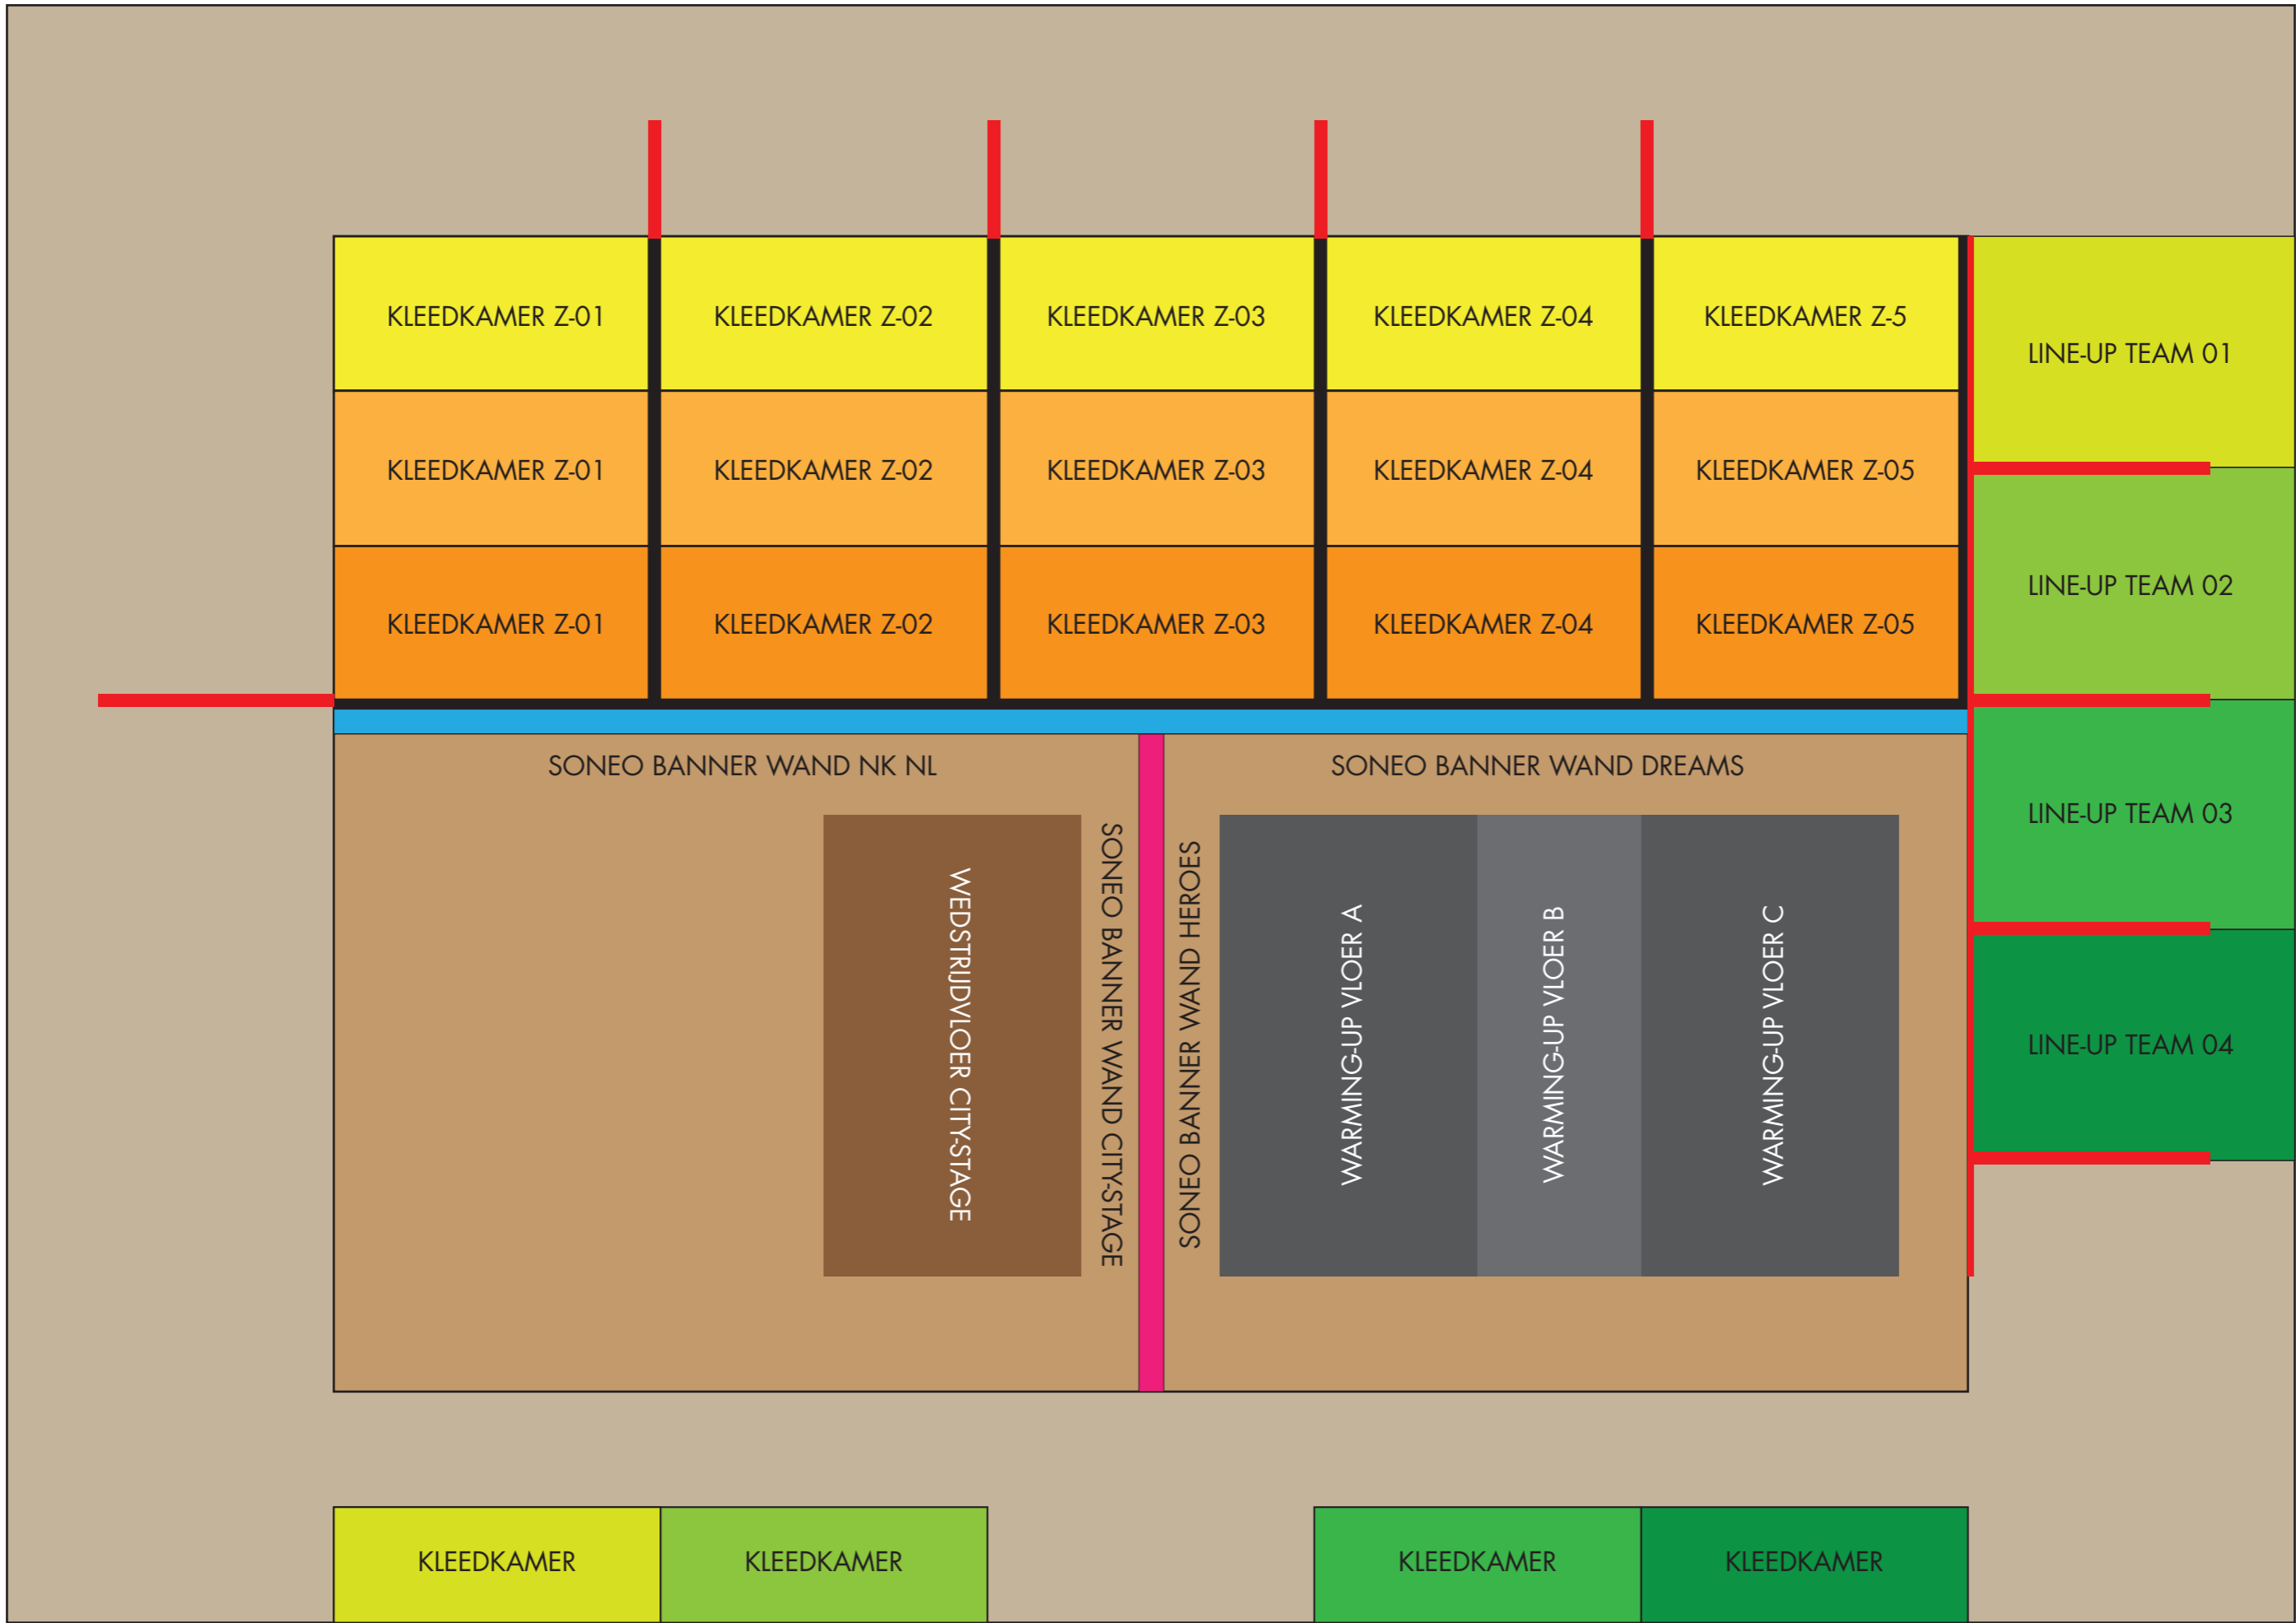 KLEEDKAMER Z-01
KLEEDKAMER Z-02
KLEEDKAMER Z-03
KLEEDKAMER Z-04
KLEEDKAMER Z-5
LINE-UP TEAM 01
KLEEDKAMER Z-01
KLEEDKAMER Z-02
KLEEDKAMER Z-03
KLEEDKAMER Z-04
KLEEDKAMER Z-05
LINE-UP TEAM 02
KLEEDKAMER Z-01
KLEEDKAMER Z-02
KLEEDKAMER Z-03
KLEEDKAMER Z-04
KLEEDKAMER Z-05
SONEO BANNER WAND NK NL
SONEO BANNER WAND DREAMS
LINE-UP TEAM 03
WEDSTRIJDVLOER CITY-STAGE
SONEO BANNER WAND CITY-STAGE
SONEO BANNER WAND HEROES
WARMING-UP VLOER A
WARMING-UP VLOER B
WARMING-UP VLOER C
LINE-UP TEAM 04
KLEEDKAMER
KLEEDKAMER
KLEEDKAMER
KLEEDKAMER